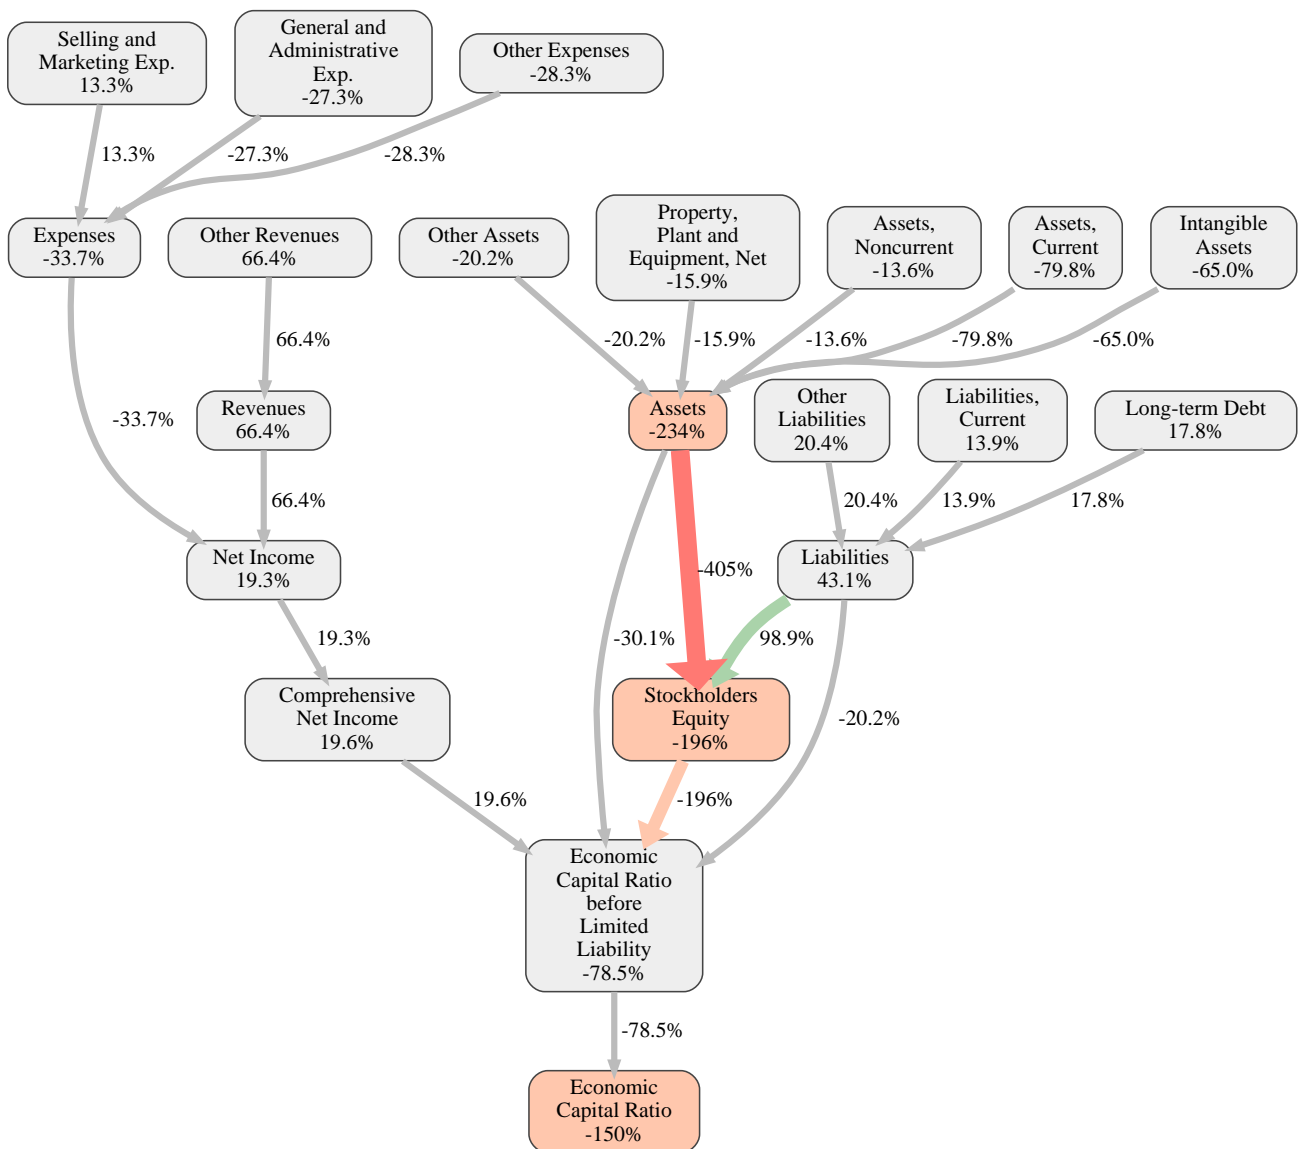 Selling and
Marketing Exp.
13.3%
General and
Administrative
Exp.
-27.3%
Other Expenses
-28.3%
13.3%
-27.3%
-28.3%
Expenses
-33.7%
Other Revenues
66.4%
Other Assets
-20.2%
Property,
Plant and
Equipment, Net
-15.9%
Assets,
Noncurrent
-13.6%
Assets,
Current
-79.8%
Intangible
Assets
-65.0%
66.4%
-20.2%
-15.9%
-13.6%
-79.8%
-65.0%
-33.7%
Revenues
66.4%
Assets
-234%
Other
Liabilities
20.4%
Liabilities,
Current
13.9%
Long-term Debt
17.8%
66.4%
20.4%
13.9%
17.8%
Net Income
19.3%
-405%
Liabilities
43.1%
19.3%
-30.1%
98.9%
Comprehensive
Net Income
19.6%
Stockholders
Equity
-196%
-20.2%
19.6%
-196%
Economic
Capital Ratio
before
Limited
Liability
-78.5%
-78.5%
Economic
Capital Ratio
-150%